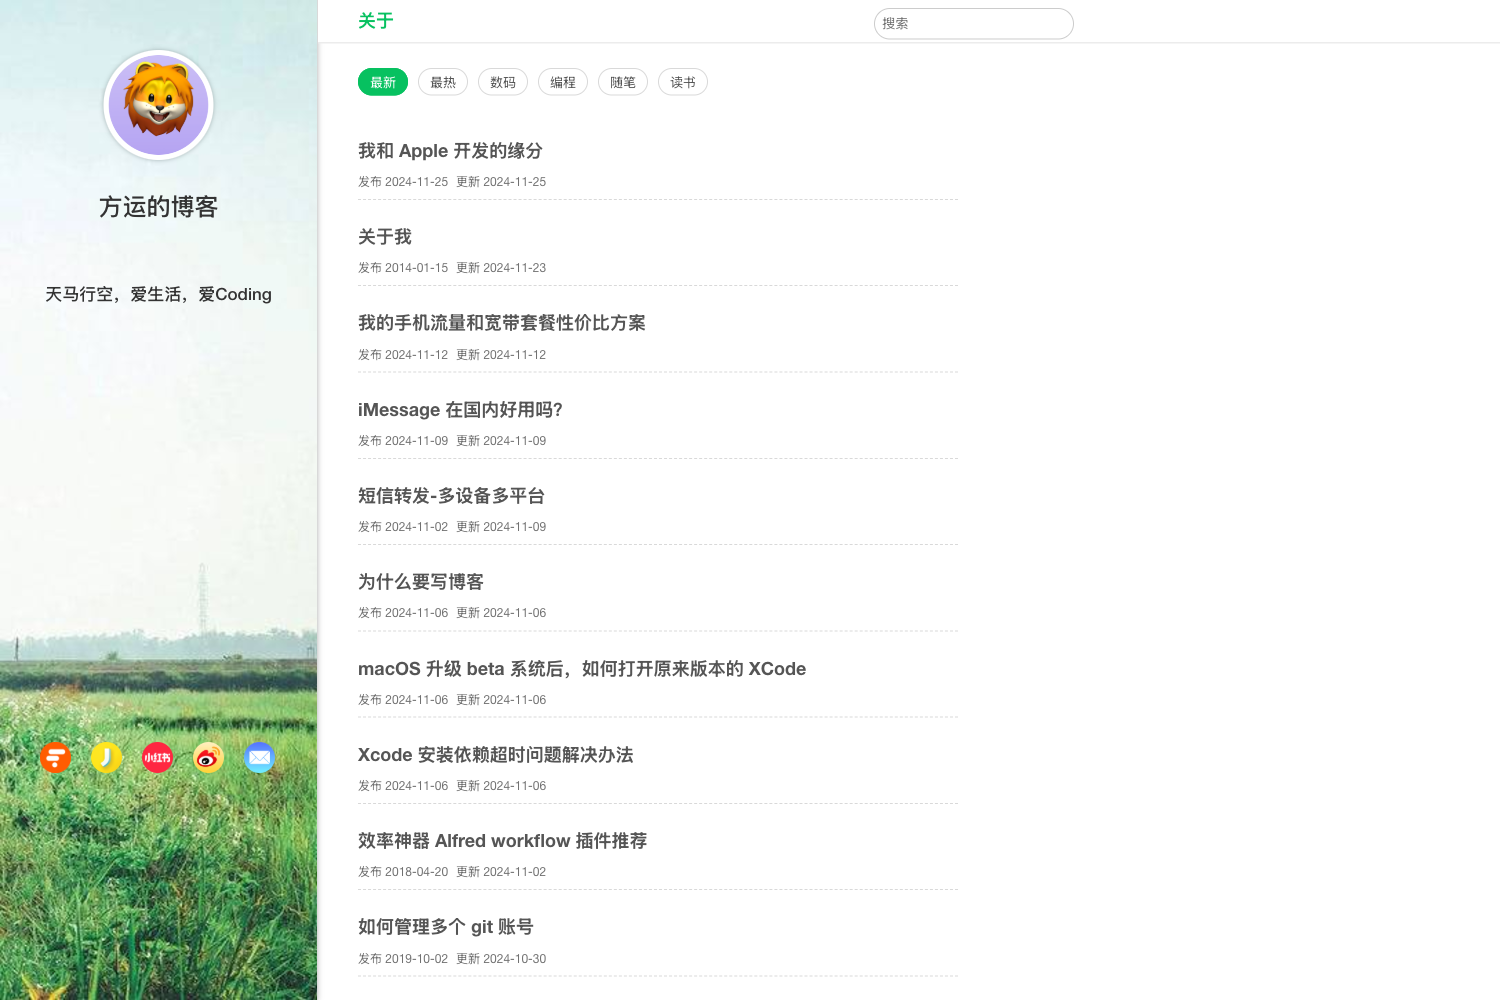 方运的博客
天马行空，爱生活，爱Coding
小红书
关于
搜索
最新 最热 数码 编程 随笔 读书
我和 Apple 开发的缘分
发布 2024-11-25 更新 2024-11-25
关于我
发布 2014-01-15 更新 2024-11-23
我的手机流量和宽带套餐性价比方案
发布 2024-11-12 更新 2024-11-12
iMessage 在国内好用吗？
发布 2024-11-09 更新 2024-11-09
短信转发-多设备多平台
发布 2024-11-02 更新 2024-11-09
为什么要写博客
发布 2024-11-06 更新 2024-11-06
macOS 升级 beta 系统后，如何打开原来版本的 XCode
发布 2024-11-06 更新 2024-11-06
Xcode 安装依赖超时问题解决办法
发布 2024-11-06 更新 2024-11-06
效率神器 Alfred workflow 插件推荐
发布 2018-04-20 更新 2024-11-02
如何管理多个 git 账号
发布 2019-10-02 更新 2024-10-30